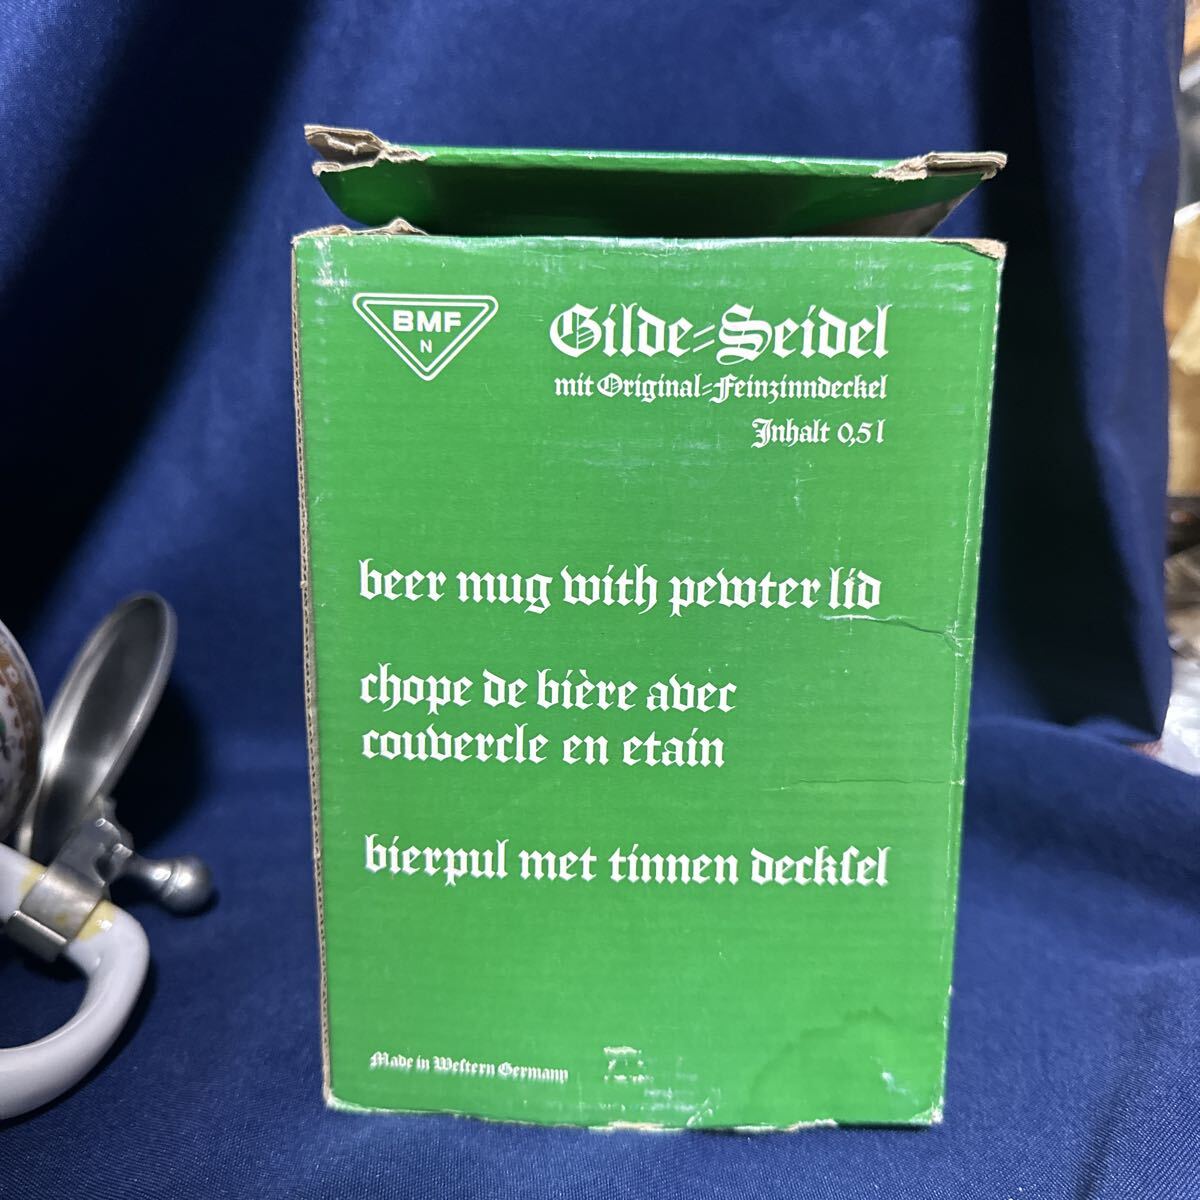 BMF
N
Gilde-Seidel
mit Original-Feinzinndeckel
Inhalt 0,5 l
beer mug with pewter lid
chope de bière avec
couvercle en etain
bierpul met tinnen deckſel
Made in Weſtern Germany